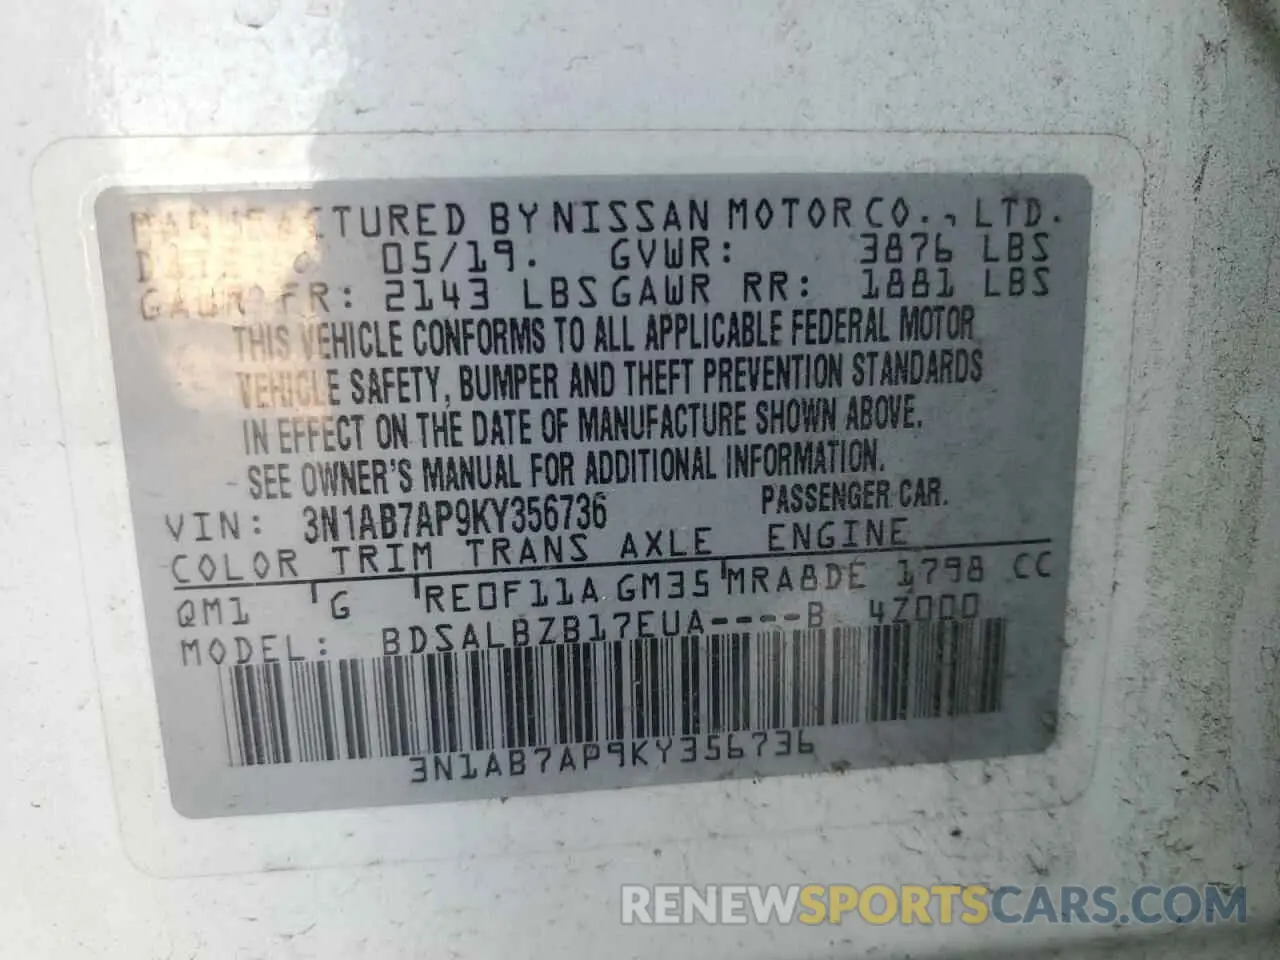 MANUFACTURED BY NISSAN MOTOR CO., LTD.
05/19. GVWR: 3876 LBS
GAWR FR: 2143 LBS GAWR RR: 1881 LBS
THIS VEHICLE CONFORMS TO ALL APPLICABLE FEDERAL MOTOR
VEHICLE SAFETY, BUMPER AND THEFT PREVENTION STANDARDS
IN EFFECT ON THE DATE OF MANUFACTURE SHOWN ABOVE.
SEE OWNER'S MANUAL FOR ADDITIONAL INFORMATION.
VIN: 3N1AB7AP9KY356736 PASSENGER CAR.
COLOR TRIM TRANS AXLE ENGINE
QM1 G RE0F11A GM35 MRA8DE 1798 CC
MODEL: BDSALBZB17EUA----B 4Z000
3N1AB7AP9KY356736
RENEWSPORTSCARS.COM